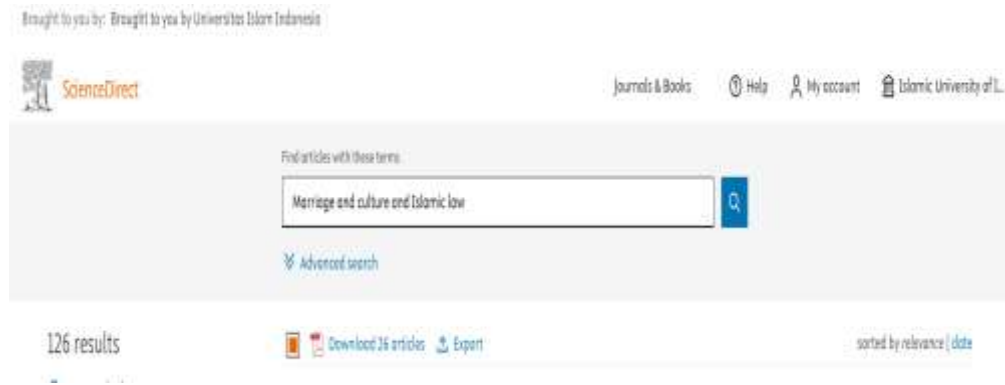 Brought to you by: Brought to you by Universitas Islam Indonesia
ScienceDirect
Journals & Books
Help
My account
Islamic University of I...
Find articles with these terms
Marriage and culture and Islamic law
Advanced search
126 results
Download 26 articles
Export
sorted by relevance | date